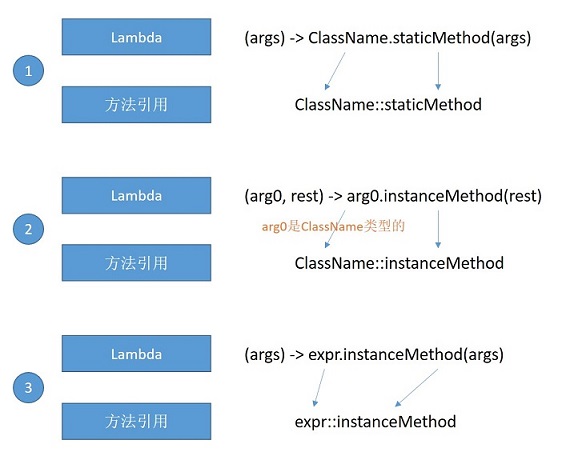 Lambda
(args) -> ClassName.staticMethod(args)
1
方法引用
ClassName::staticMethod
Lambda
(arg0, rest) -> arg0.instanceMethod(rest)
2
arg0是ClassName类型的
方法引用
ClassName::instanceMethod
Lambda
(args) -> expr.instanceMethod(args)
3
方法引用
expr::instanceMethod